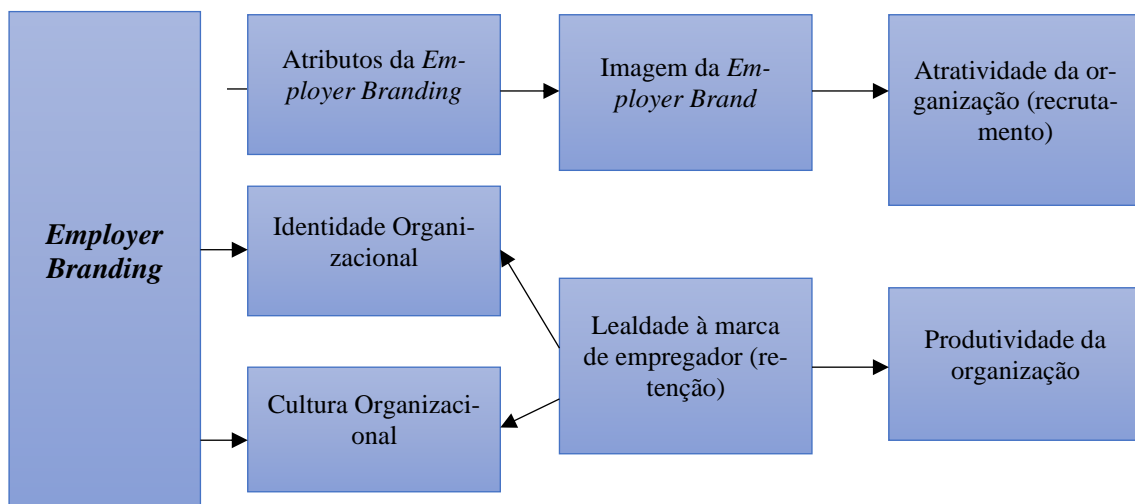 Employer
Branding
Atributos da Em-
ployer Branding
Imagem da Em-
ployer Brand
Atratividade da or-
ganização (recruta-
mento)
Identidade Organi-
zacional
Cultura Organizaci-
onal
Lealdade à marca
de empregador (re-
tenção)
Produtividade da
organização